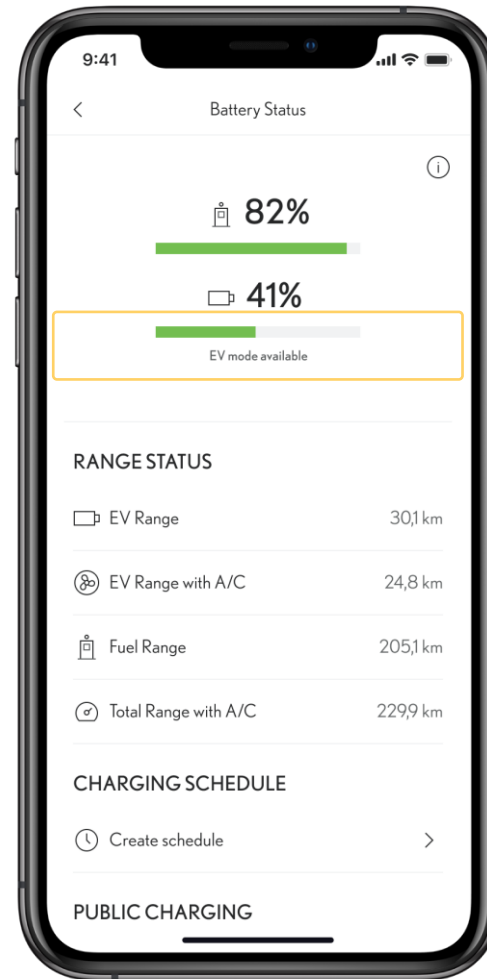 9:41
Battery Status
82%
41%
EV mode available
RANGE STATUS
EV Range 30,1 km
EV Range with A/C 24,8 km
Fuel Range 205,1 km
Total Range with A/C 229,9 km
CHARGING SCHEDULE
Create schedule
PUBLIC CHARGING